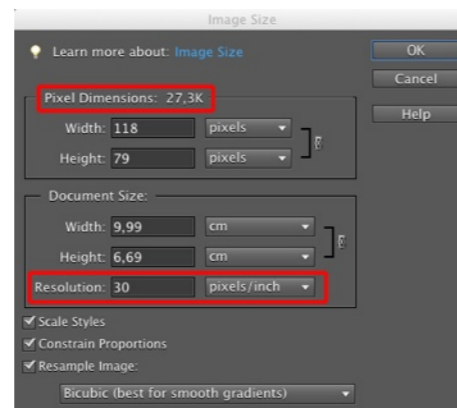 Image Size
Learn more about: Image Size
OK
Cancel
Help
Pixel Dimensions: 27,3K
Width: 118 pixels
Height: 79 pixels
Document Size:
Width: 9,99 cm
Height: 6,69 cm
Resolution: 30 pixels/inch
Scale Styles
Constrain Proportions
Resample Image:
Bicubic (best for smooth gradients)